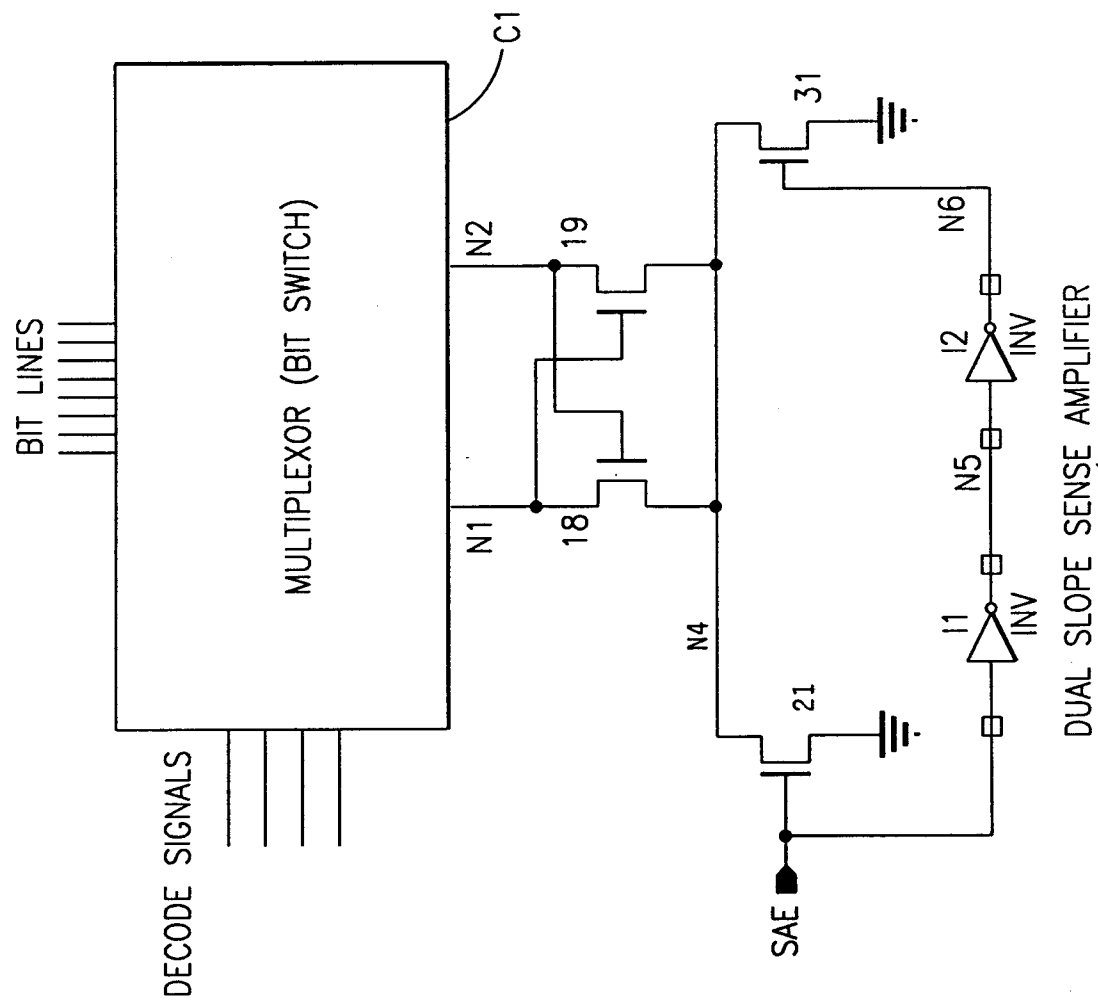 BIT LINES
DECODE SIGNALS
MULTIPLEXOR (BIT SWITCH)
C1
N1
N2
18
19
N4
21
31
SAE
I1
INV
N5
I2
INV
N6
DUAL SLOPE SENSE AMPLIFIER